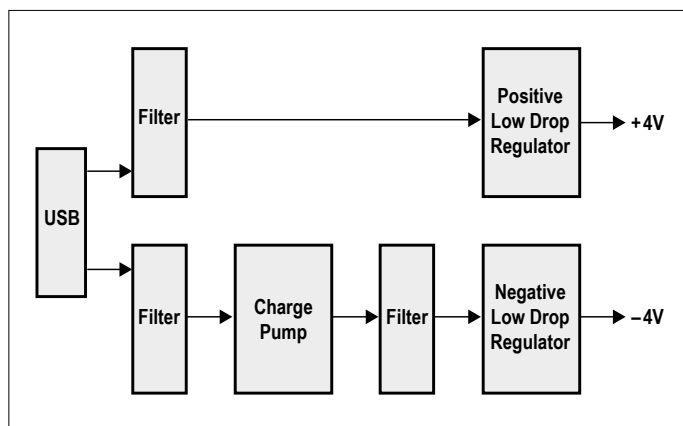 Filter
Positive
Low Drop
Regulator
+4V
USB
Filter
Charge
Pump
Filter
Negative
Low Drop
Regulator
–4V